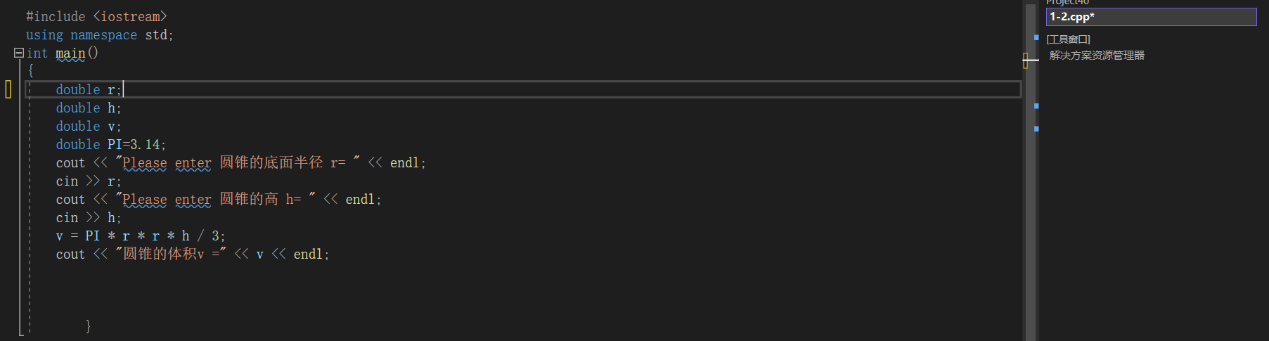 #include <iostream>
using namespace std;
int main()
{
double r;
double h;
double v;
double PI=3.14;
cout << "Please enter 圆锥的底面半径 r= " << endl;
cin >> r;
cout << "Please enter 圆锥的高 h= " << endl;
cin >> h;
v = PI * r * r * h / 3;
cout << "圆锥的体积v =" << v << endl;
}
Project40
1-2.cpp*
[工具窗口]
解决方案资源管理器